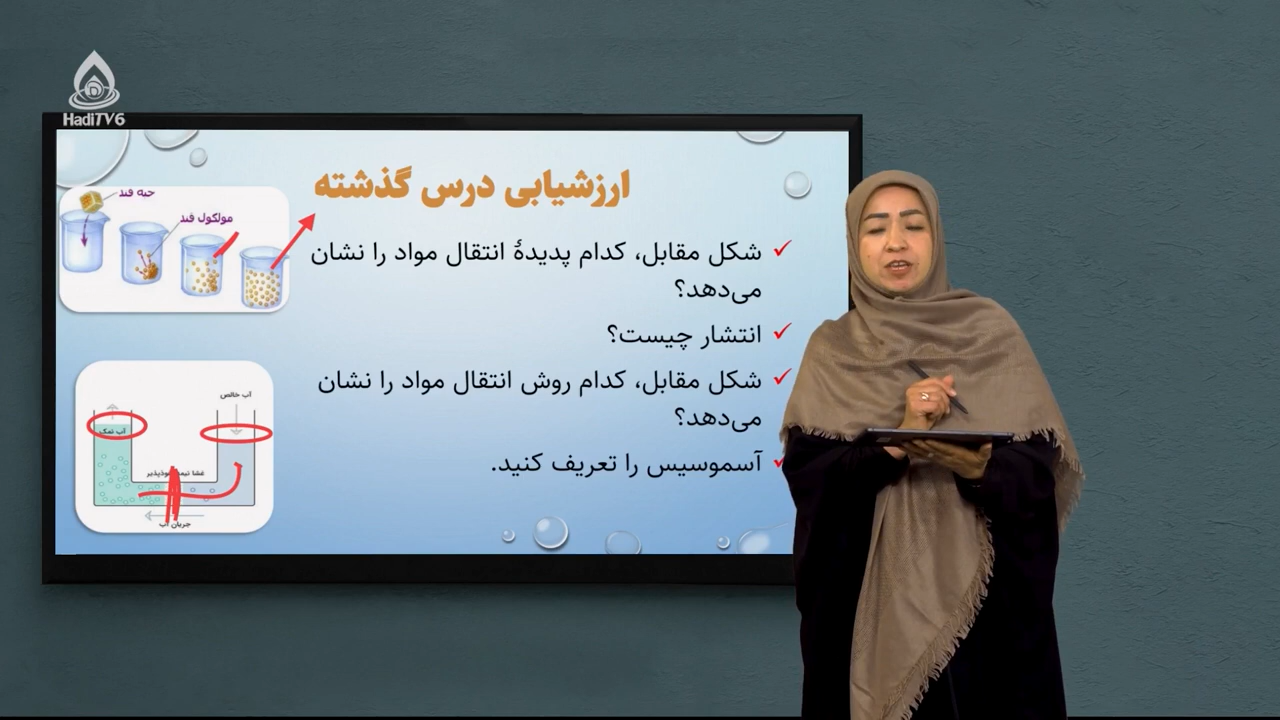 HadiTV6
ارزشیابی درس گذشته
شکل مقابل، کدام پدیدهٔ انتقال مواد را نشان
می‌دهد؟
انتشار چیست؟
شکل مقابل، کدام روش انتقال مواد را نشان
می‌دهد؟
آسموسیس را تعریف کنید.
حبه قند
مولکول قند
آب خالص
آب نمک
غشا
جریان آب